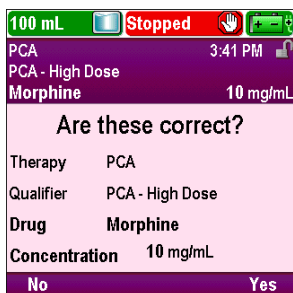 100 mL Stopped
PCA 3:41 PM
PCA - High Dose
Morphine 10 mg/mL
Are these correct?
Therapy PCA
Qualifier PCA - High Dose
Drug Morphine
Concentration 10 mg/mL
No Yes